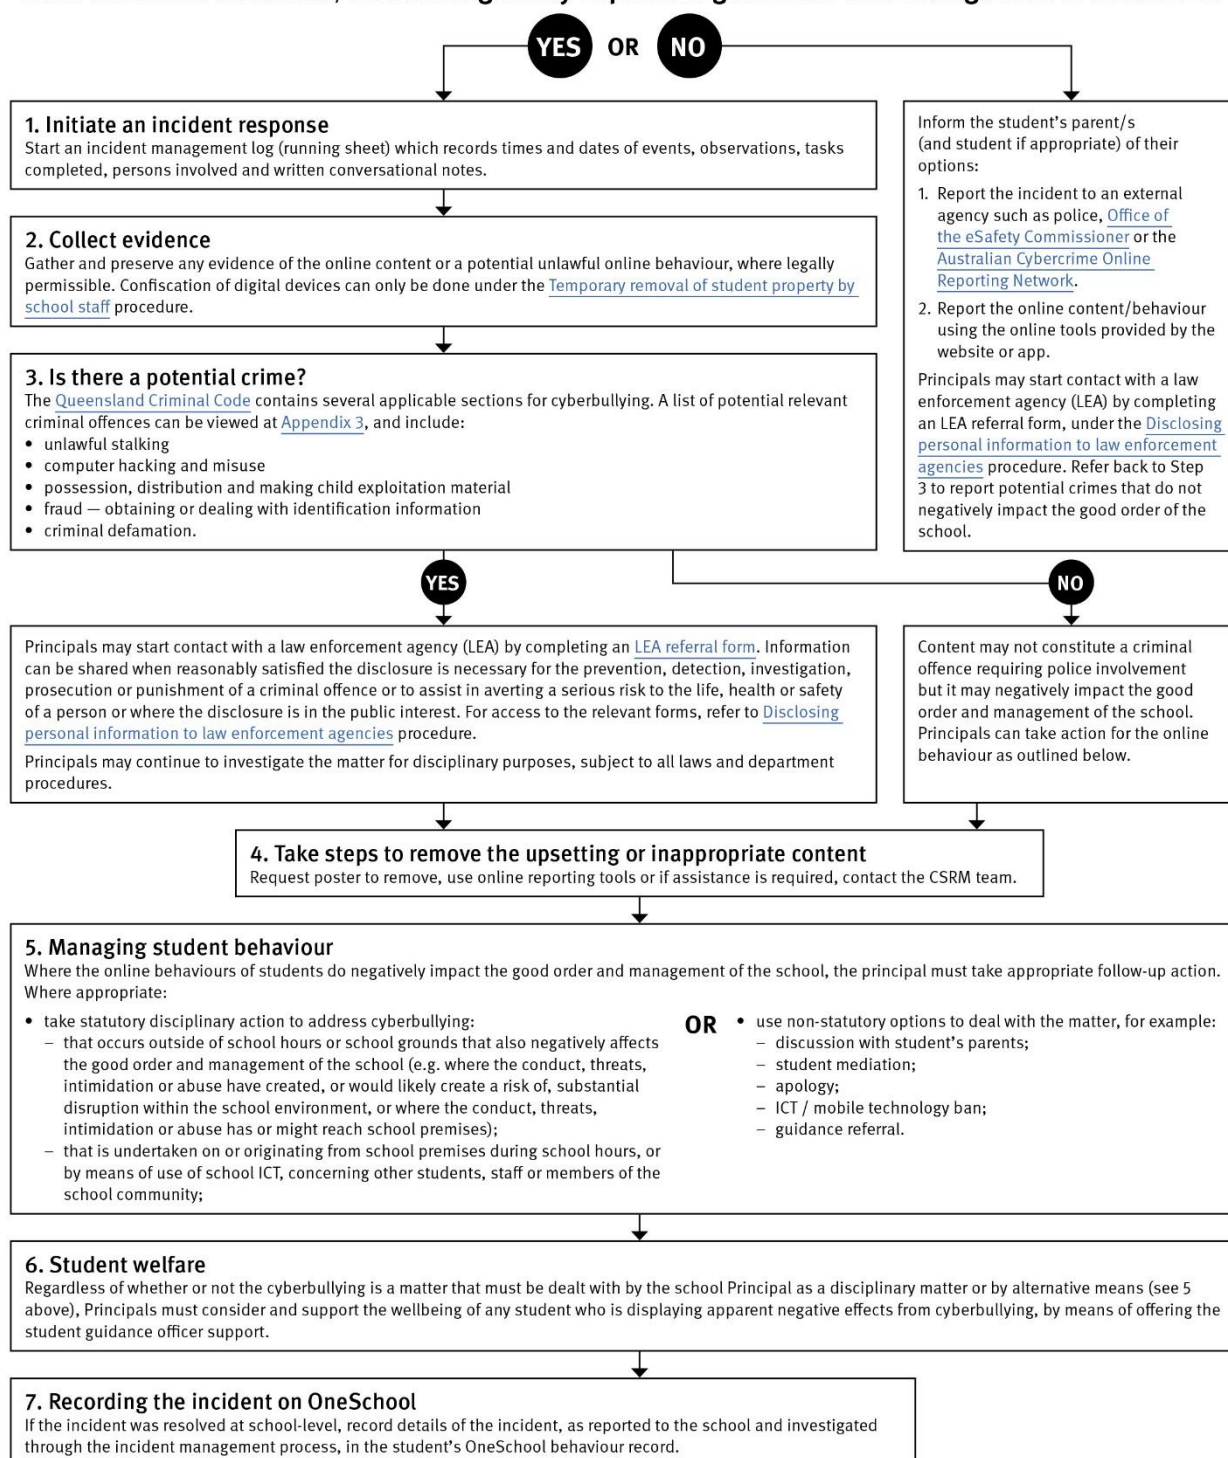 YES OR NO
1. Initiate an incident response
Start an incident management log (running sheet) which records times and dates of events, observations, tasks
completed, persons involved and written conversational notes.
2. Collect evidence
Gather and preserve any evidence of the online content or a potential unlawful online behaviour, where legally
permissible. Confiscation of digital devices can only be done under the Temporary removal of student property by
school staff procedure.
3. Is there a potential crime?
The Queensland Criminal Code contains several applicable sections for cyberbullying. A list of potential relevant
criminal offences can be viewed at Appendix 3, and include:
• unlawful stalking
• computer hacking and misuse
• possession, distribution and making child exploitation material
• fraud — obtaining or dealing with identification information
• criminal defamation.
Inform the student's parent/s
(and student if appropriate) of their
options:
1. Report the incident to an external
agency such as police, Office of
the eSafety Commissioner or the
Australian Cybercrime Online
Reporting Network.
2. Report the online content/behaviour
using the online tools provided by the
website or app.
Principals may start contact with a law
enforcement agency (LEA) by completing
an LEA referral form, under the Disclosing
personal information to law enforcement
agencies procedure. Refer back to Step
3 to report potential crimes that do not
negatively impact the good order of the
school.
YES
NO
Principals may start contact with a law enforcement agency (LEA) by completing an LEA referral form. Information
can be shared when reasonably satisfied the disclosure is necessary for the prevention, detection, investigation,
prosecution or punishment of a criminal offence or to assist in averting a serious risk to the life, health or safety
of a person or where the disclosure is in the public interest. For access to the relevant forms, refer to Disclosing
personal information to law enforcement agencies procedure.
Principals may continue to investigate the matter for disciplinary purposes, subject to all laws and department
procedures.
Content may not constitute a criminal
offence requiring police involvement
but it may negatively impact the good
order and management of the school.
Principals can take action for the online
behaviour as outlined below.
4. Take steps to remove the upsetting or inappropriate content
Request poster to remove, use online reporting tools or if assistance is required, contact the CSRM team.
5. Managing student behaviour
Where the online behaviours of students do negatively impact the good order and management of the school, the principal must take appropriate follow-up action.
Where appropriate:
• take statutory disciplinary action to address cyberbullying:
– that occurs outside of school hours or school grounds that also negatively affects
the good order and management of the school (e.g. where the conduct, threats,
intimidation or abuse have created, or would likely create a risk of, substantial
disruption within the school environment, or where the conduct, threats,
intimidation or abuse has or might reach school premises);
– that is undertaken on or originating from school premises during school hours, or
by means of use of school ICT, concerning other students, staff or members of the
school community;
OR
• use non-statutory options to deal with the matter, for example:
– discussion with student's parents;
– student mediation;
– apology;
– ICT / mobile technology ban;
– guidance referral.
6. Student welfare
Regardless of whether or not the cyberbullying is a matter that must be dealt with by the school Principal as a disciplinary matter or by alternative means (see 5
above), Principals must consider and support the wellbeing of any student who is displaying apparent negative effects from cyberbullying, by means of offering the
student guidance officer support.
7. Recording the incident on OneSchool
If the incident was resolved at school-level, record details of the incident, as reported to the school and investigated
through the incident management process, in the student's OneSchool behaviour record.